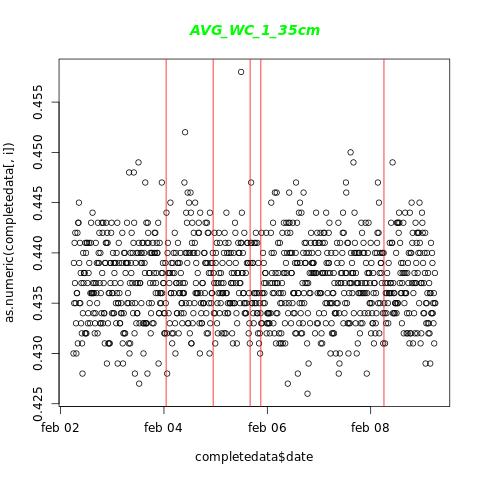 AVG_WC_1_35cm
as.numeric(completedata[, i])
0.455
0.450
0.445
0.440
0.435
0.430
0.425
feb 02
feb 04
feb 06
feb 08
completedata$date